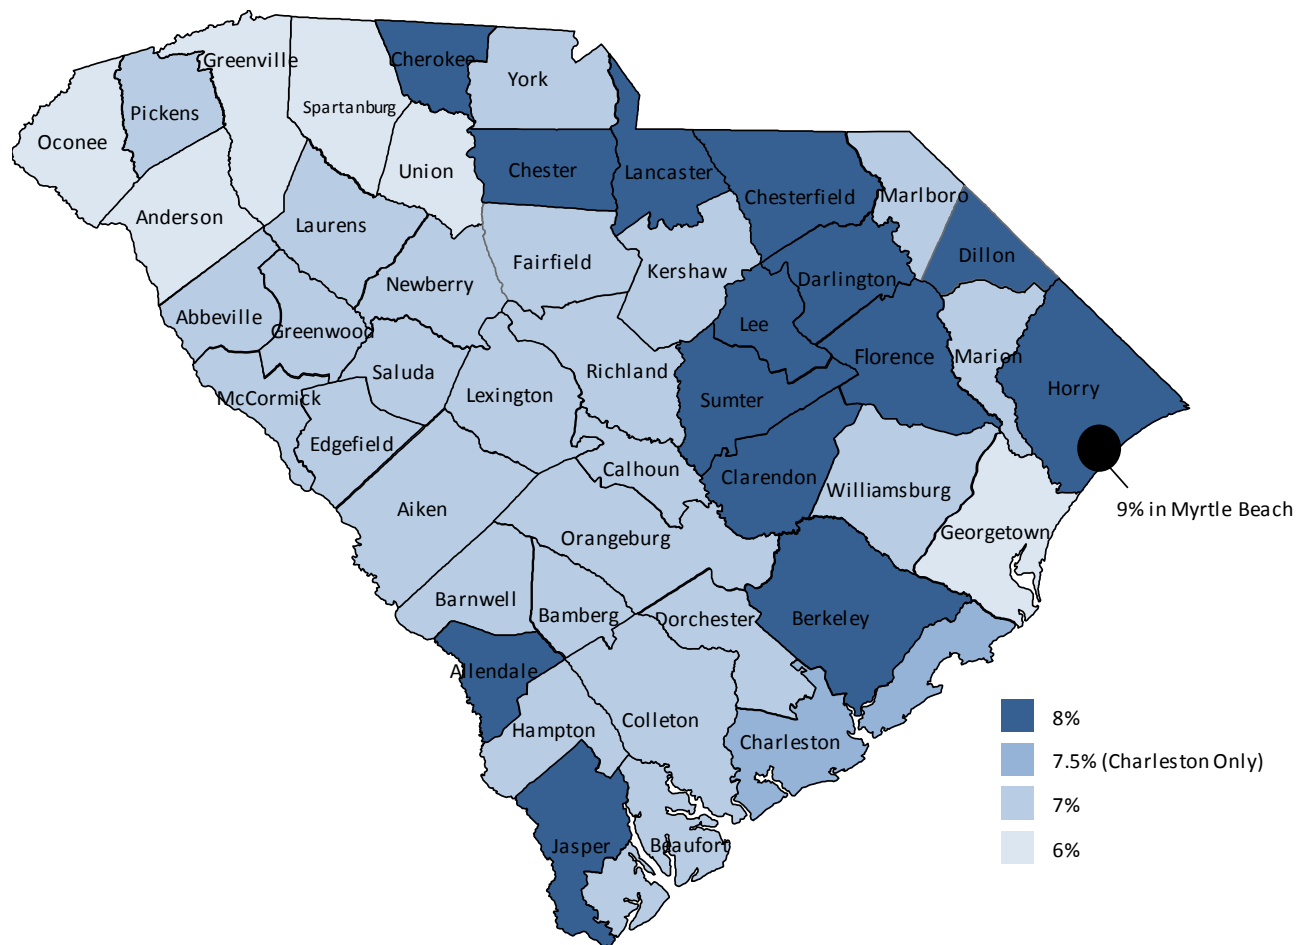 Greenville
Cherokee
York
Spartanburg
Pickens
Oconee
Union
Chester
Lancaster
Chesterfield
Marlboro
Anderson
Laurens
Fairfield
Kershaw
Darlington
Dillon
Newberry
Abbeville
Greenwood
Lee
Florence
Marion
Saluda
Richland
Horry
McCormick
Lexington
Sumter
Edgefield
Calhoun
Clarendon
Williamsburg
Aiken
9% in Myrtle Beach
Orangeburg
Georgetown
Barnwell
Bamberg
Dorchester
Berkeley
Allendale
Hampton
Colleton
Charleston
Jasper
Beaufort
8%
7.5% (Charleston Only)
7%
6%